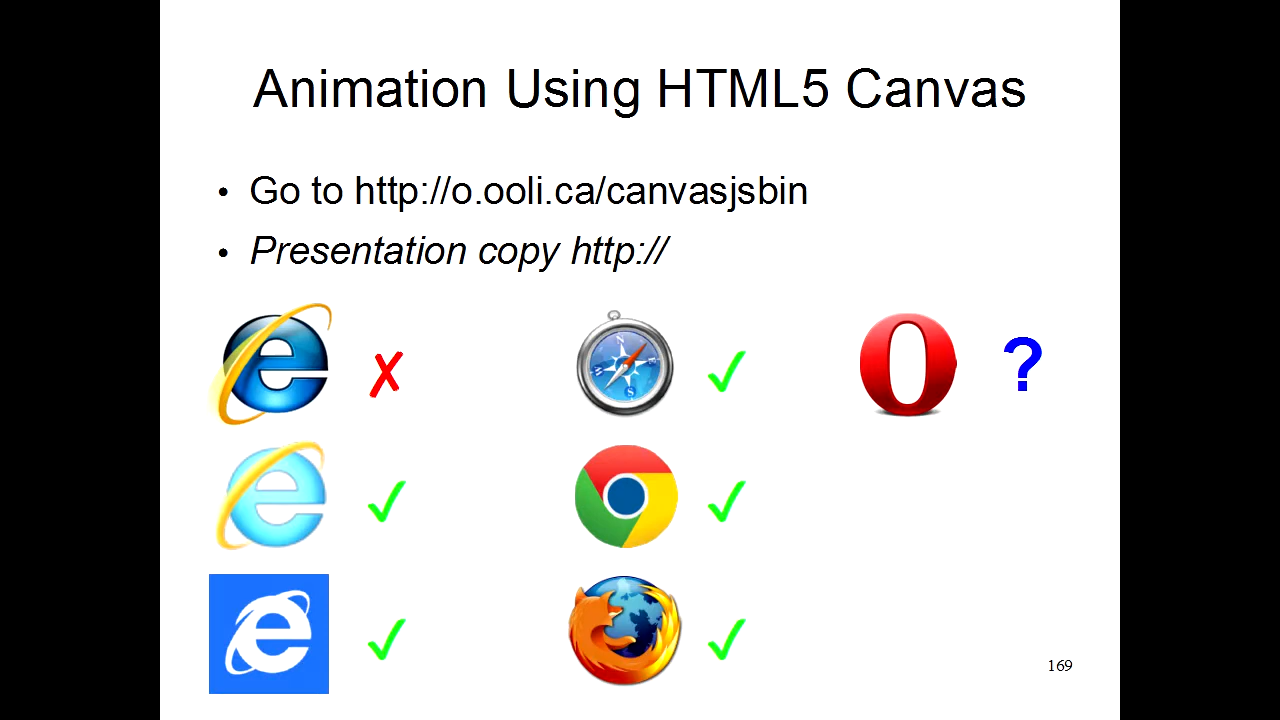 Animation Using HTML5 Canvas
• Go to http://o.ooli.ca/canvasjsbin
• Presentation copy http://
?
169